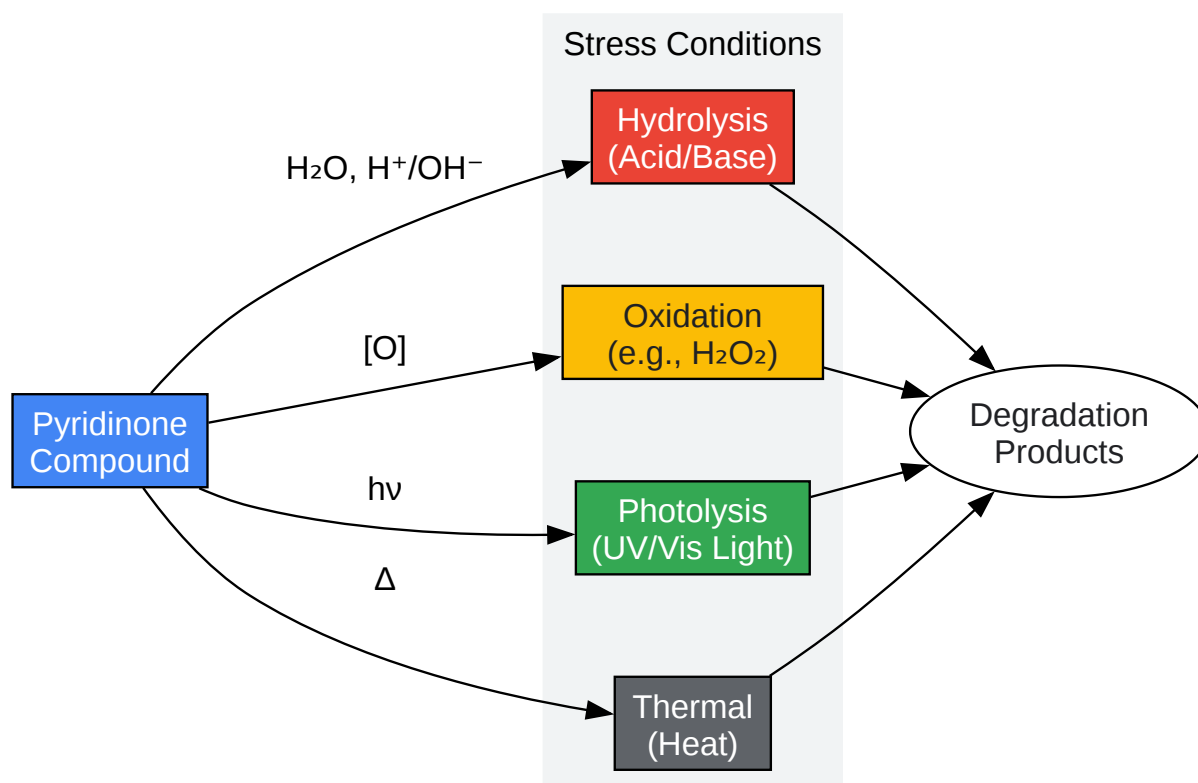 Stress Conditions
Hydrolysis
(Acid/Base)
H₂O, H⁺/OH⁻
Oxidation
(e.g., H₂O₂)
[O]
Pyridinone
Compound
Degradation
Products
hν
Photolysis
(UV/Vis Light)
Δ
Thermal
(Heat)